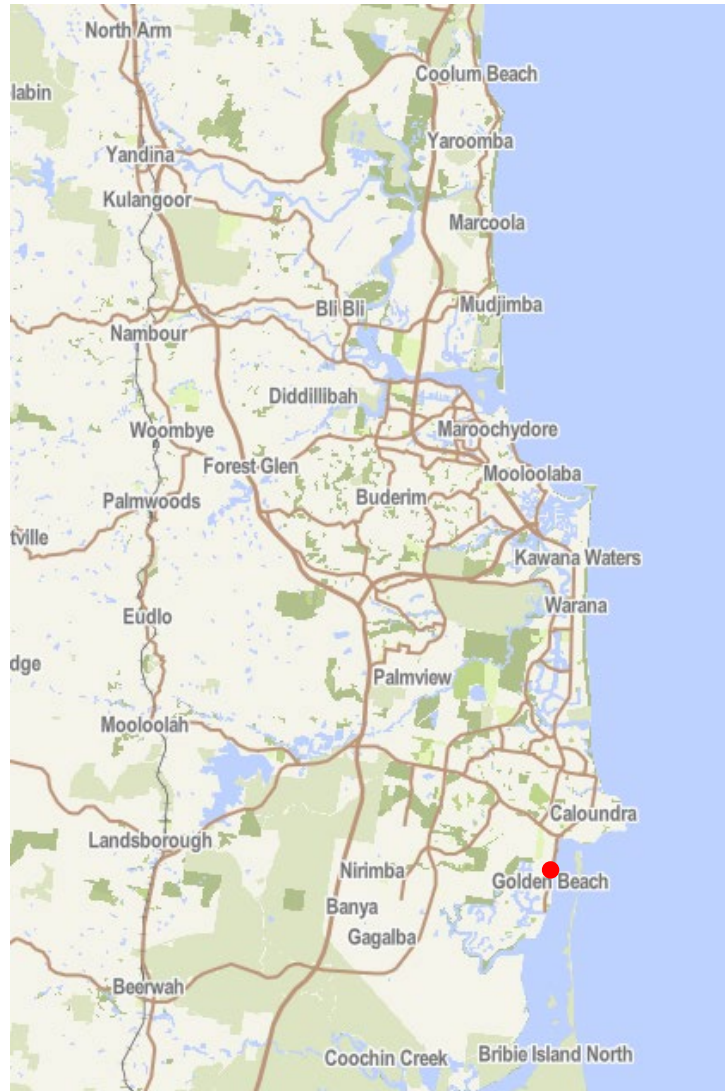 North Arm
Coolum Beach
labin
Yaroomba
Yandina
Kulangoor
Marcoola
Bli Bli
Mudjimba
Nambour
Diddillibah
Woombye
Maroochydore
Forest Glen
Mooloolaba
Palmwoods
Buderim
tville
Kawana Waters
Warana
Eudlo
dge
Palmview
Mooloolah
Caloundra
Landsborough
Nirimba
Golden Beach
Banya
Gagalba
Beerwah
Coochin Creek
Bribie Island North